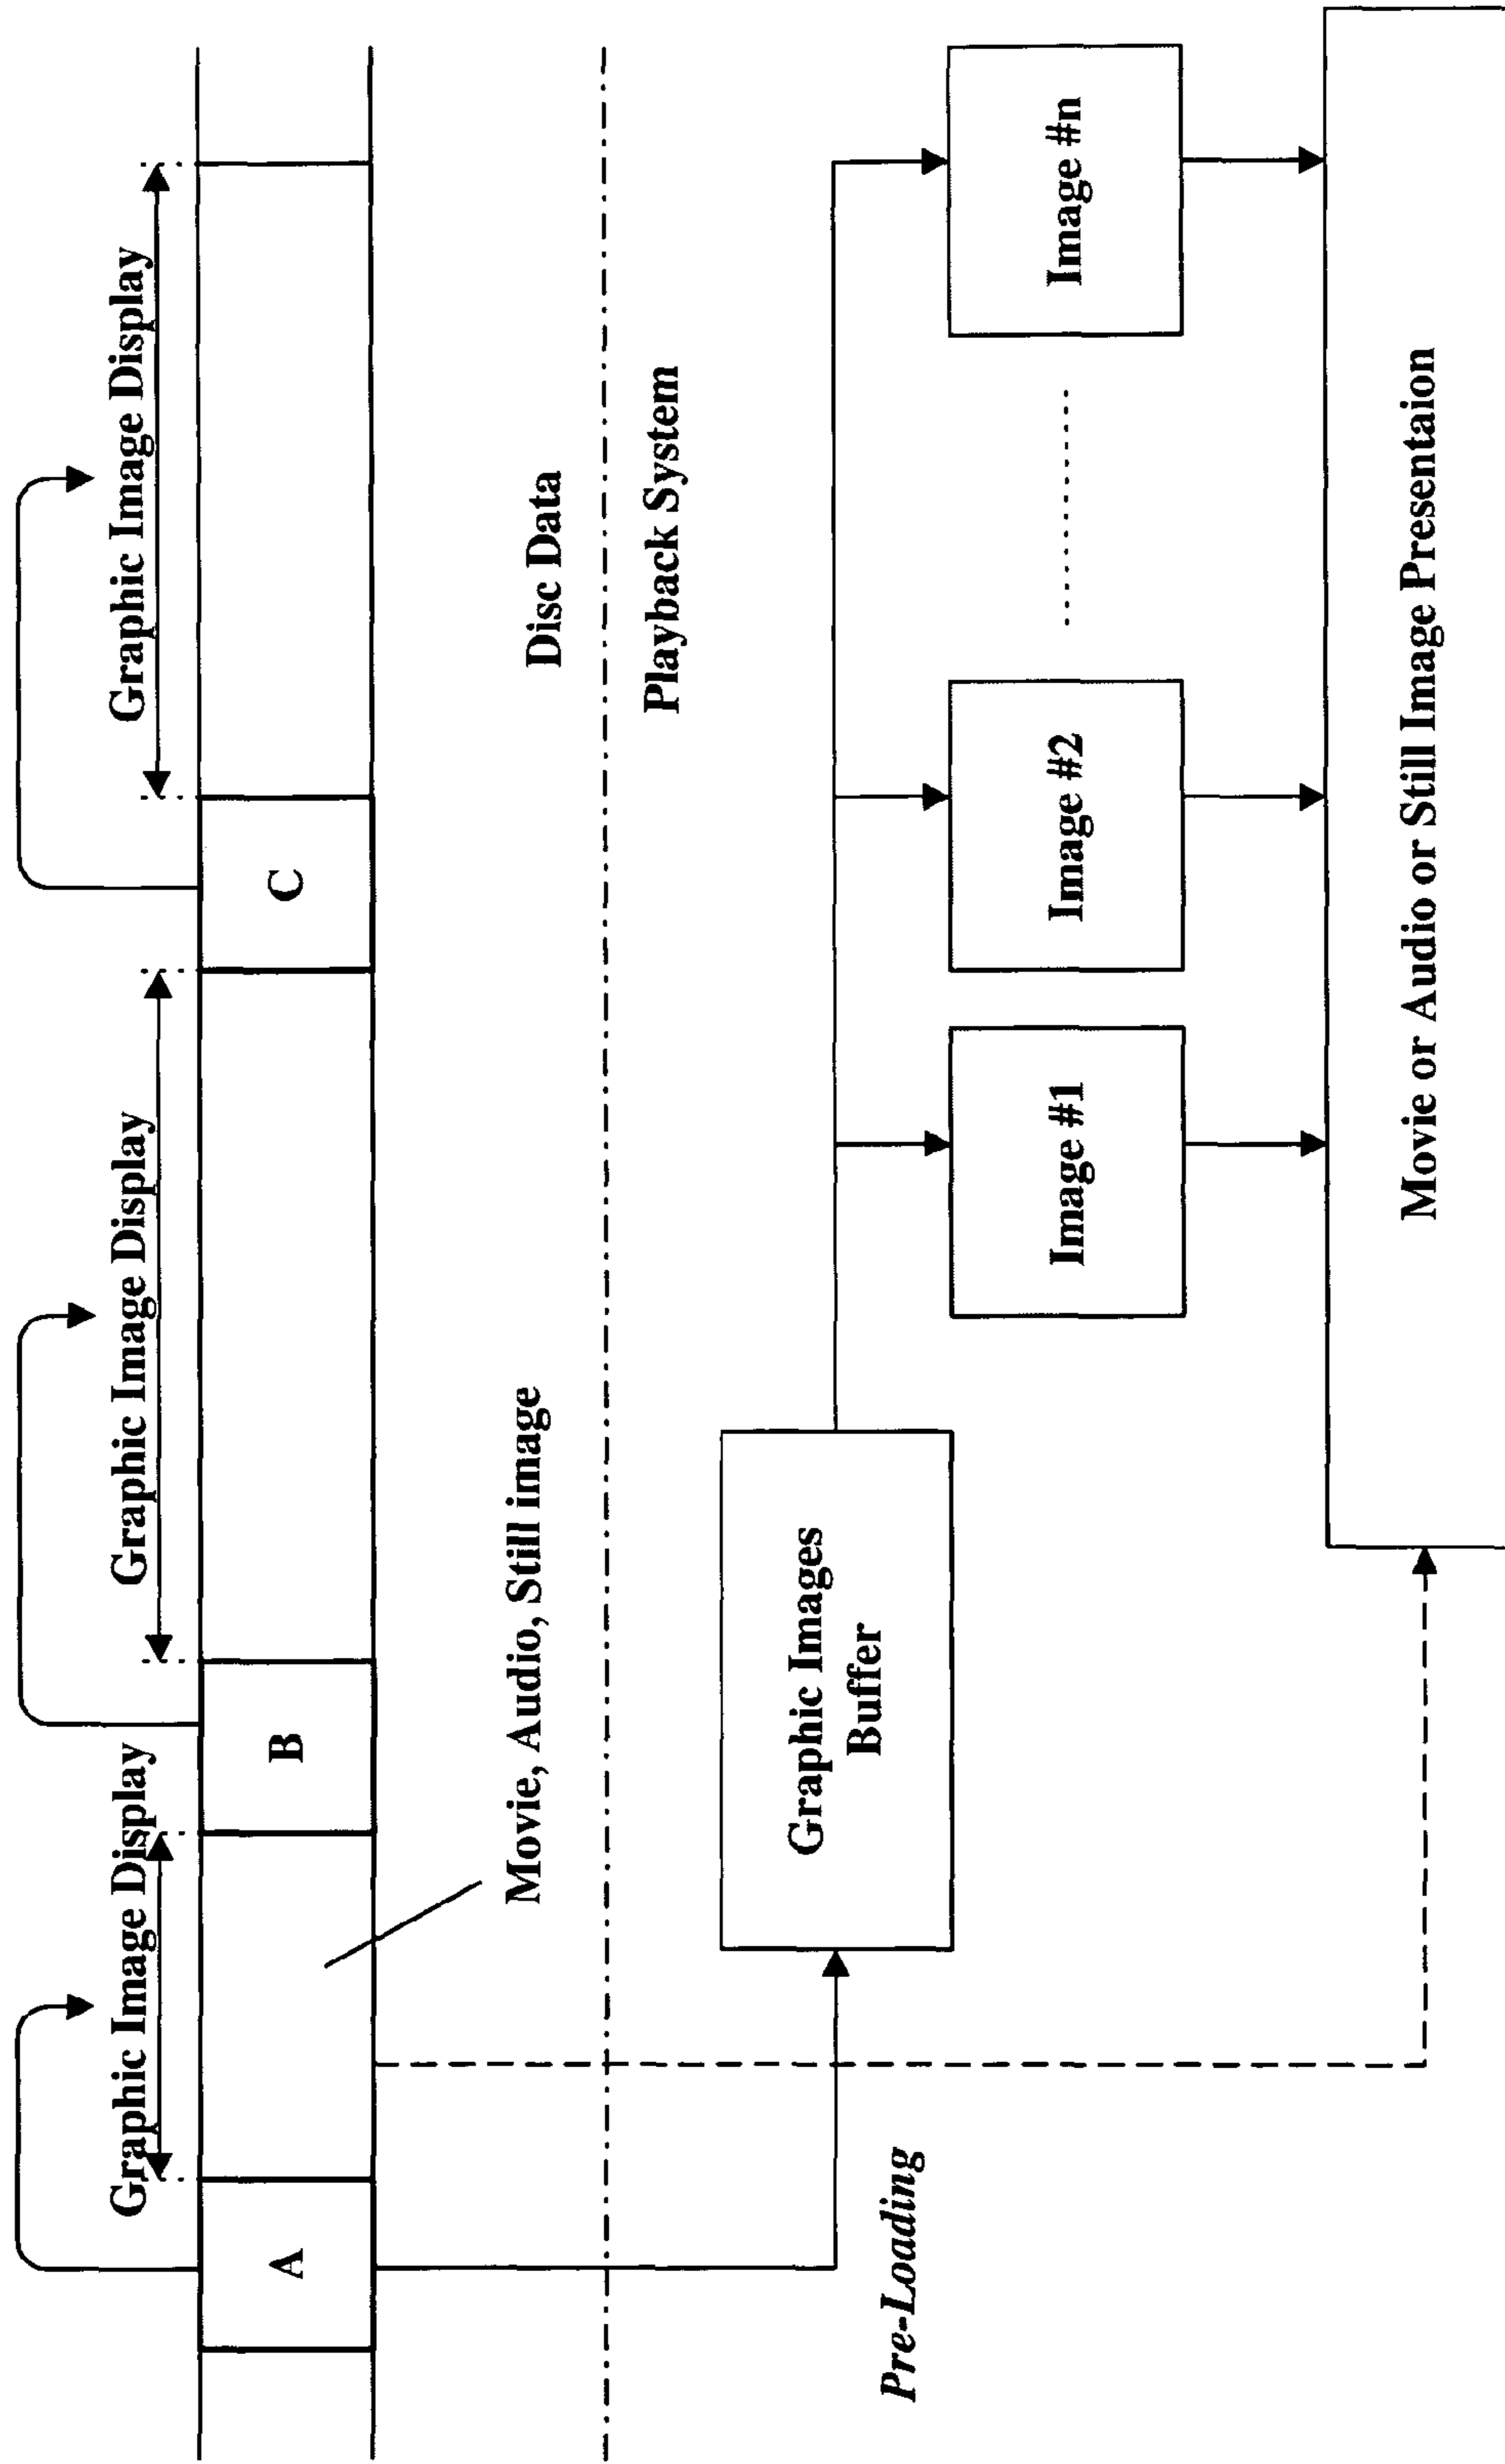 Graphic Image Display
Graphic Image Display
Graphic Image Display
A
B
C
Movie, Audio, Still image
Disc Data
Playback System
Pre-Loading
Graphic Images
Buffer
Image #1
Image #2
Image #n
Movie or Audio or Still Image Presentaion